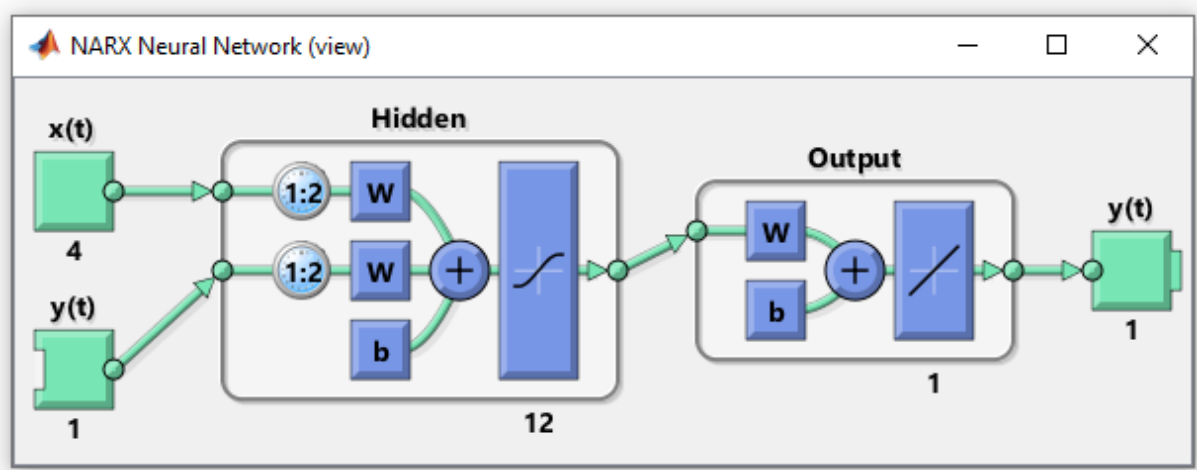 NARX Neural Network (view)
x(t)
4
y(t)
1
Hidden
1:2
W
1:2
W
b
+
12
Output
W
b
+
1
y(t)
1